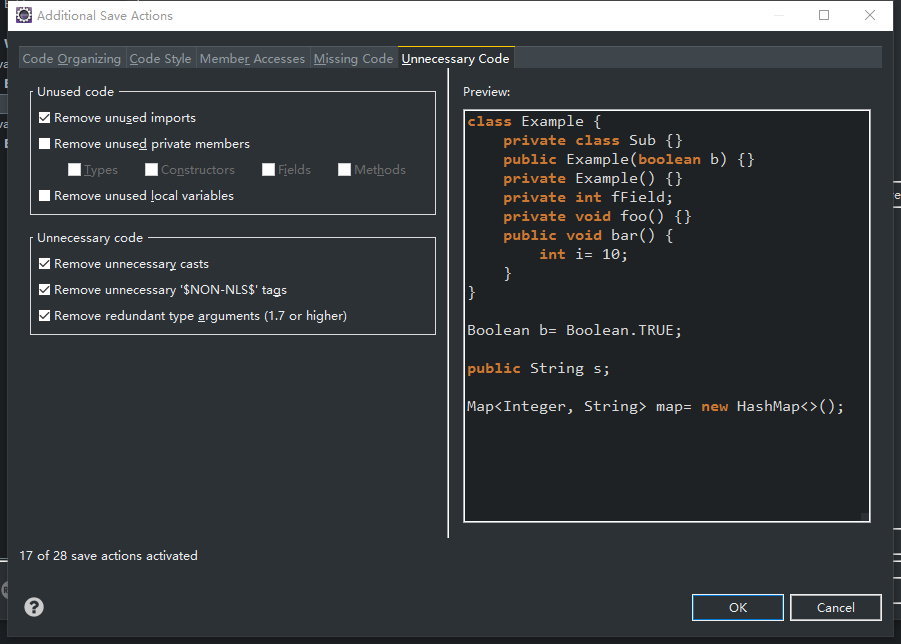 Additional Save Actions
Code Organizing Code Style Member Accesses Missing Code Unnecessary Code
Unused code
Remove unused imports
Remove unused private members
Types Constructors Fields Methods
Remove unused local variables
Unnecessary code
Remove unnecessary casts
Remove unnecessary '$NON-NLS$' tags
Remove redundant type arguments (1.7 or higher)
Preview:
class Example {
    private class Sub {}
    public Example(boolean b) {}
    private Example() {}
    private int fField;
    private void foo() {}
    public void bar() {
        int i= 10;
    }
}
Boolean b= Boolean.TRUE;
public String s;
Map<Integer, String> map= new HashMap<>();
17 of 28 save actions activated
?
OK Cancel